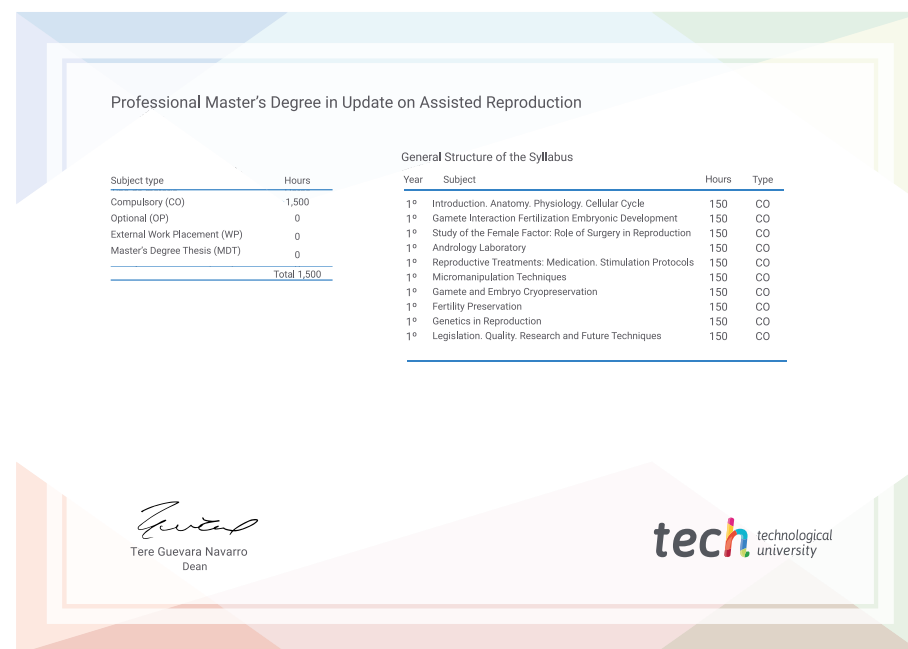 Professional Master's Degree in Update on Assisted Reproduction
Subject type Hours
Compulsory (CO) 1,500
Optional (OP) 0
External Work Placement (WP) 0
Master's Degree Thesis (MDT) 0
Total 1,500
General Structure of the Syllabus
Year Subject Hours Type
1º Introduction. Anatomy. Physiology. Cellular Cycle 150 CO
1º Gamete Interaction Fertilization Embryonic Development 150 CO
1º Study of the Female Factor: Role of Surgery in Reproduction 150 CO
1º Andrology Laboratory 150 CO
1º Reproductive Treatments: Medication. Stimulation Protocols 150 CO
1º Micromanipulation Techniques 150 CO
1º Gamete and Embryo Cryopreservation 150 CO
1º Fertility Preservation 150 CO
1º Genetics in Reproduction 150 CO
1º Legislation. Quality. Research and Future Techniques 150 CO
Tere Guevara Navarro
Dean
tech technological
university